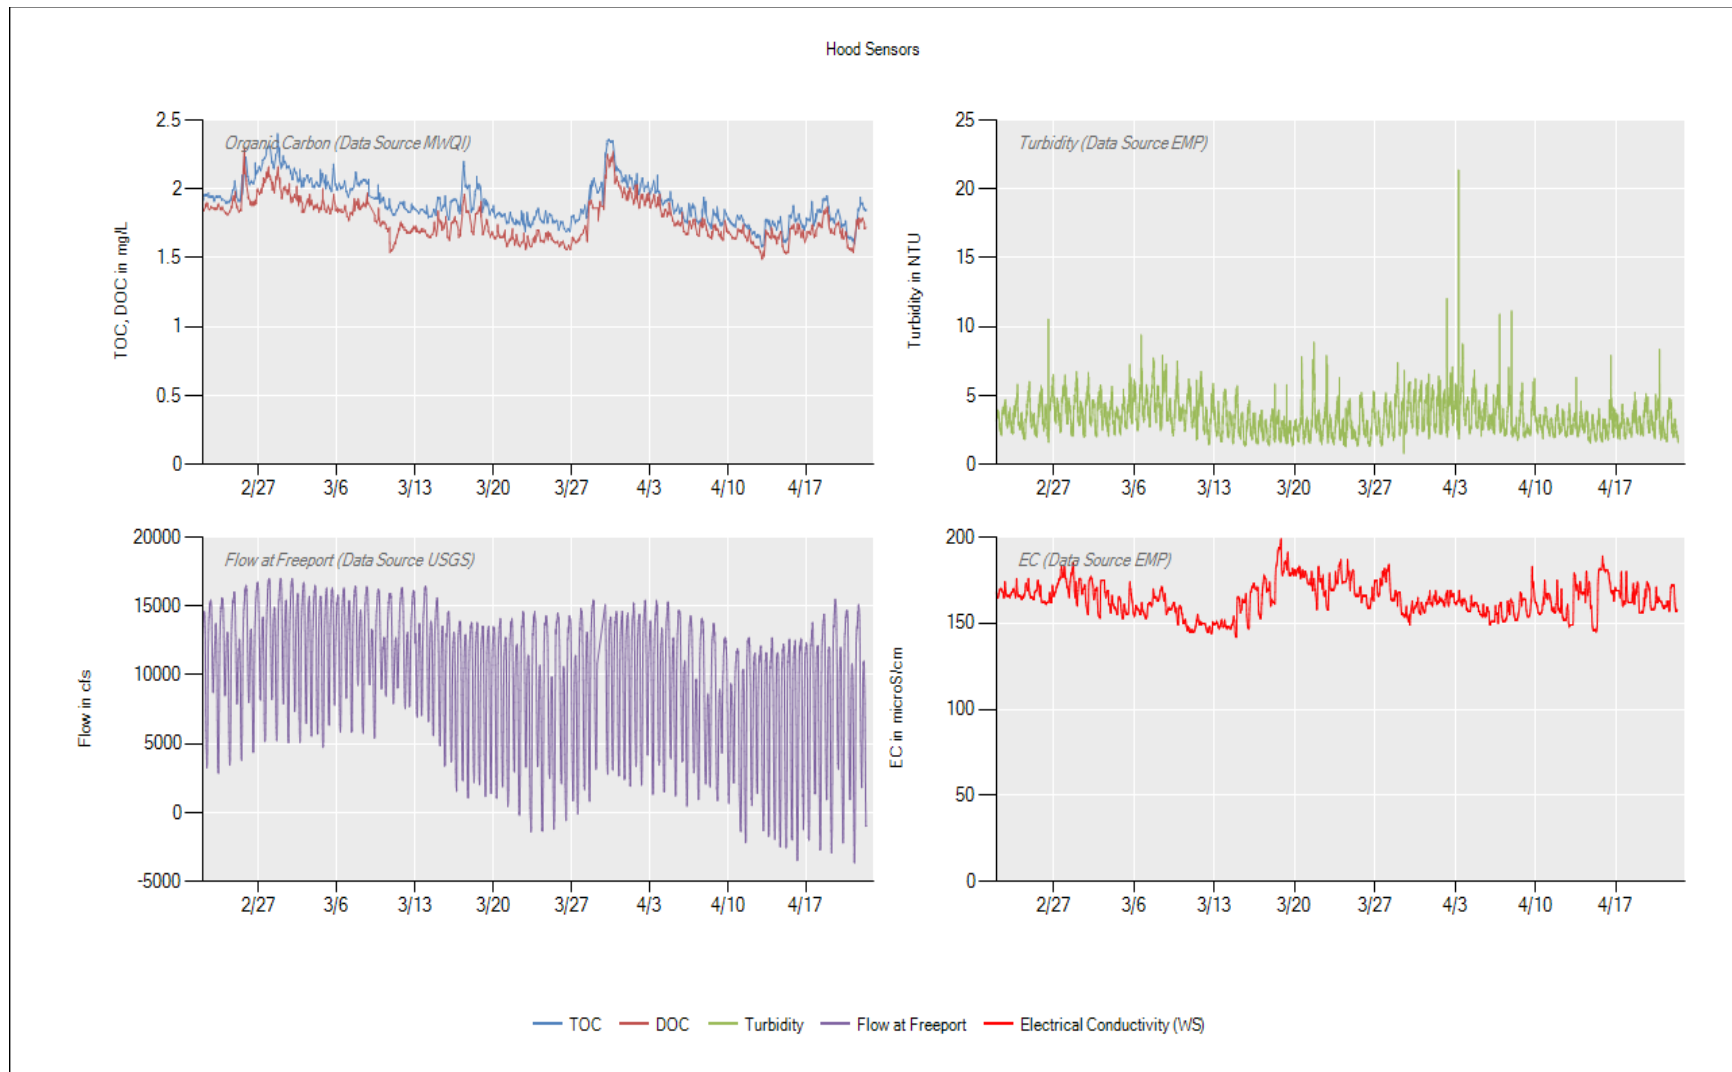 Hood Sensors
Organic Carbon (Data Source MWQI)
TOC, DOC in mg/L
2.5
2
1.5
1
0.5
0
2/27 3/6 3/13 3/20 3/27 4/3 4/10 4/17
Turbidity (Data Source EMP)
Turbidity in NTU
25
20
15
10
5
0
2/27 3/6 3/13 3/20 3/27 4/3 4/10 4/17
Flow at Freeport (Data Source USGS)
Flow in cfs
20000
15000
10000
5000
0
-5000
2/27 3/6 3/13 3/20 3/27 4/3 4/10 4/17
EC (Data Source EMP)
EC in microS/cm
200
150
100
50
0
2/27 3/6 3/13 3/20 3/27 4/3 4/10 4/17
TOC DOC Turbidity Flow at Freeport Electrical Conductivity (WS)